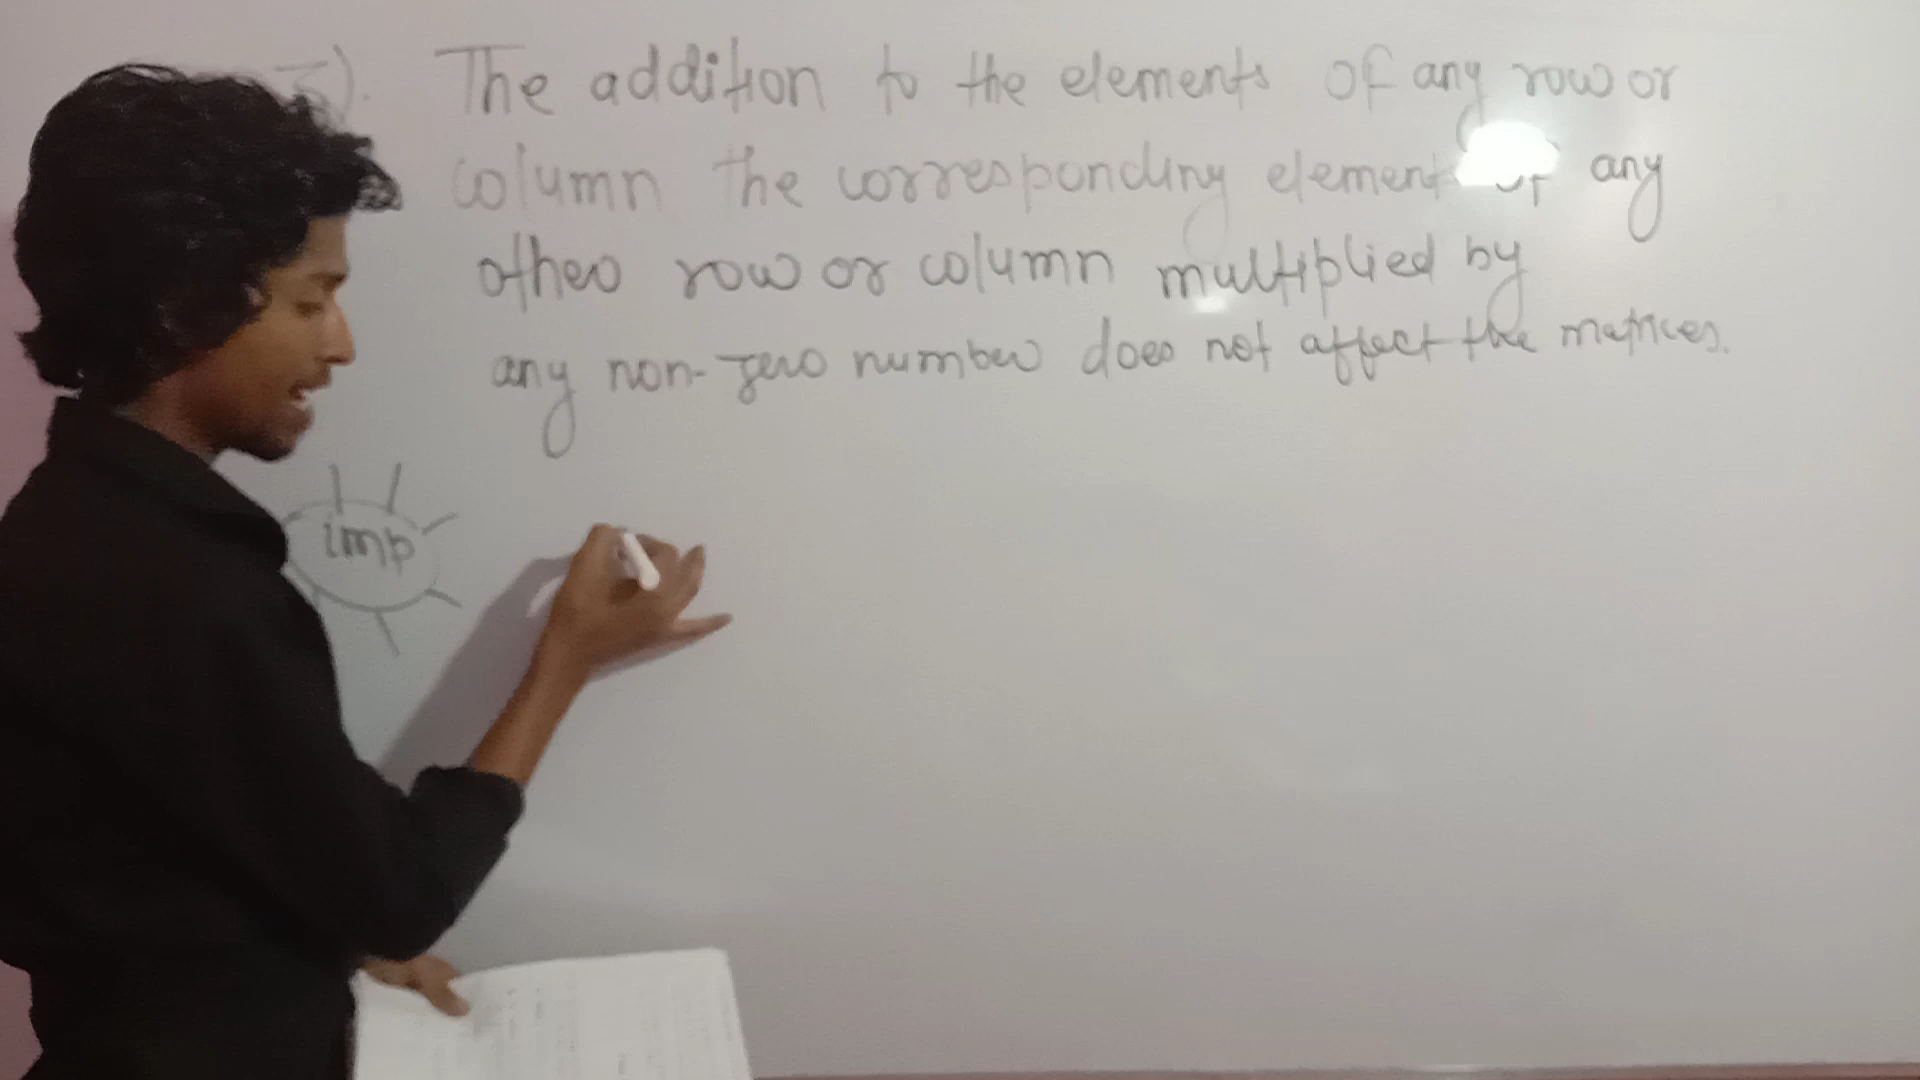 3). The addition to the elements of any row or
column the corresponding element of any
other row or column multiplied by
any non-zero number does not affect the matrices.
imp